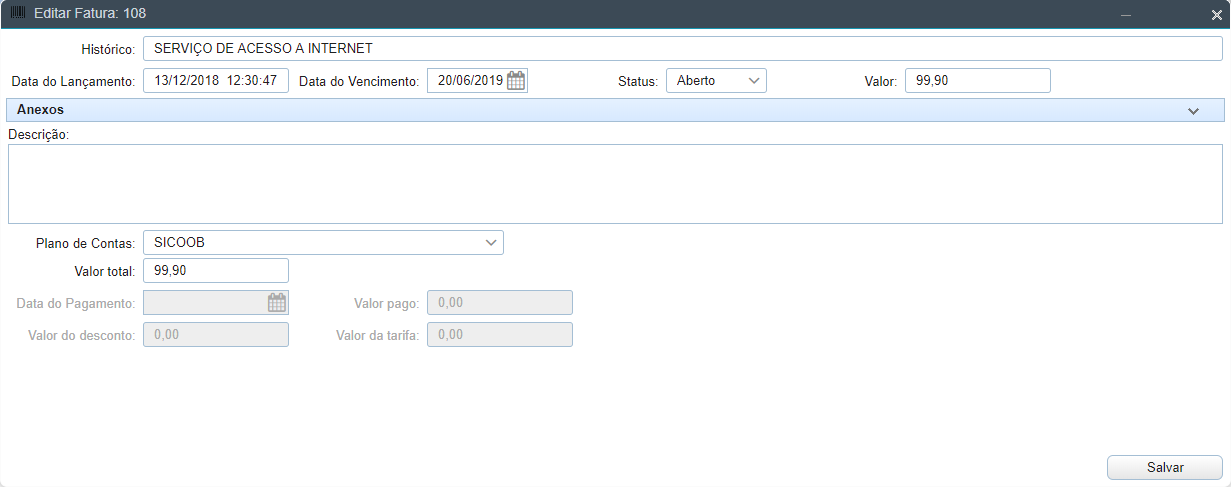 Editar Fatura: 108
Histórico: SERVIÇO DE ACESSO A INTERNET
Data do Lançamento: 13/12/2018 12:30:47 Data do Vencimento: 20/06/2019 Status: Aberto Valor: 99,90
Anexos
Descrição:
Plano de Contas: SICOOB
Valor total: 99,90
Data do Pagamento: Valor pago: 0,00
Valor do desconto: 0,00 Valor da tarifa: 0,00
Salvar